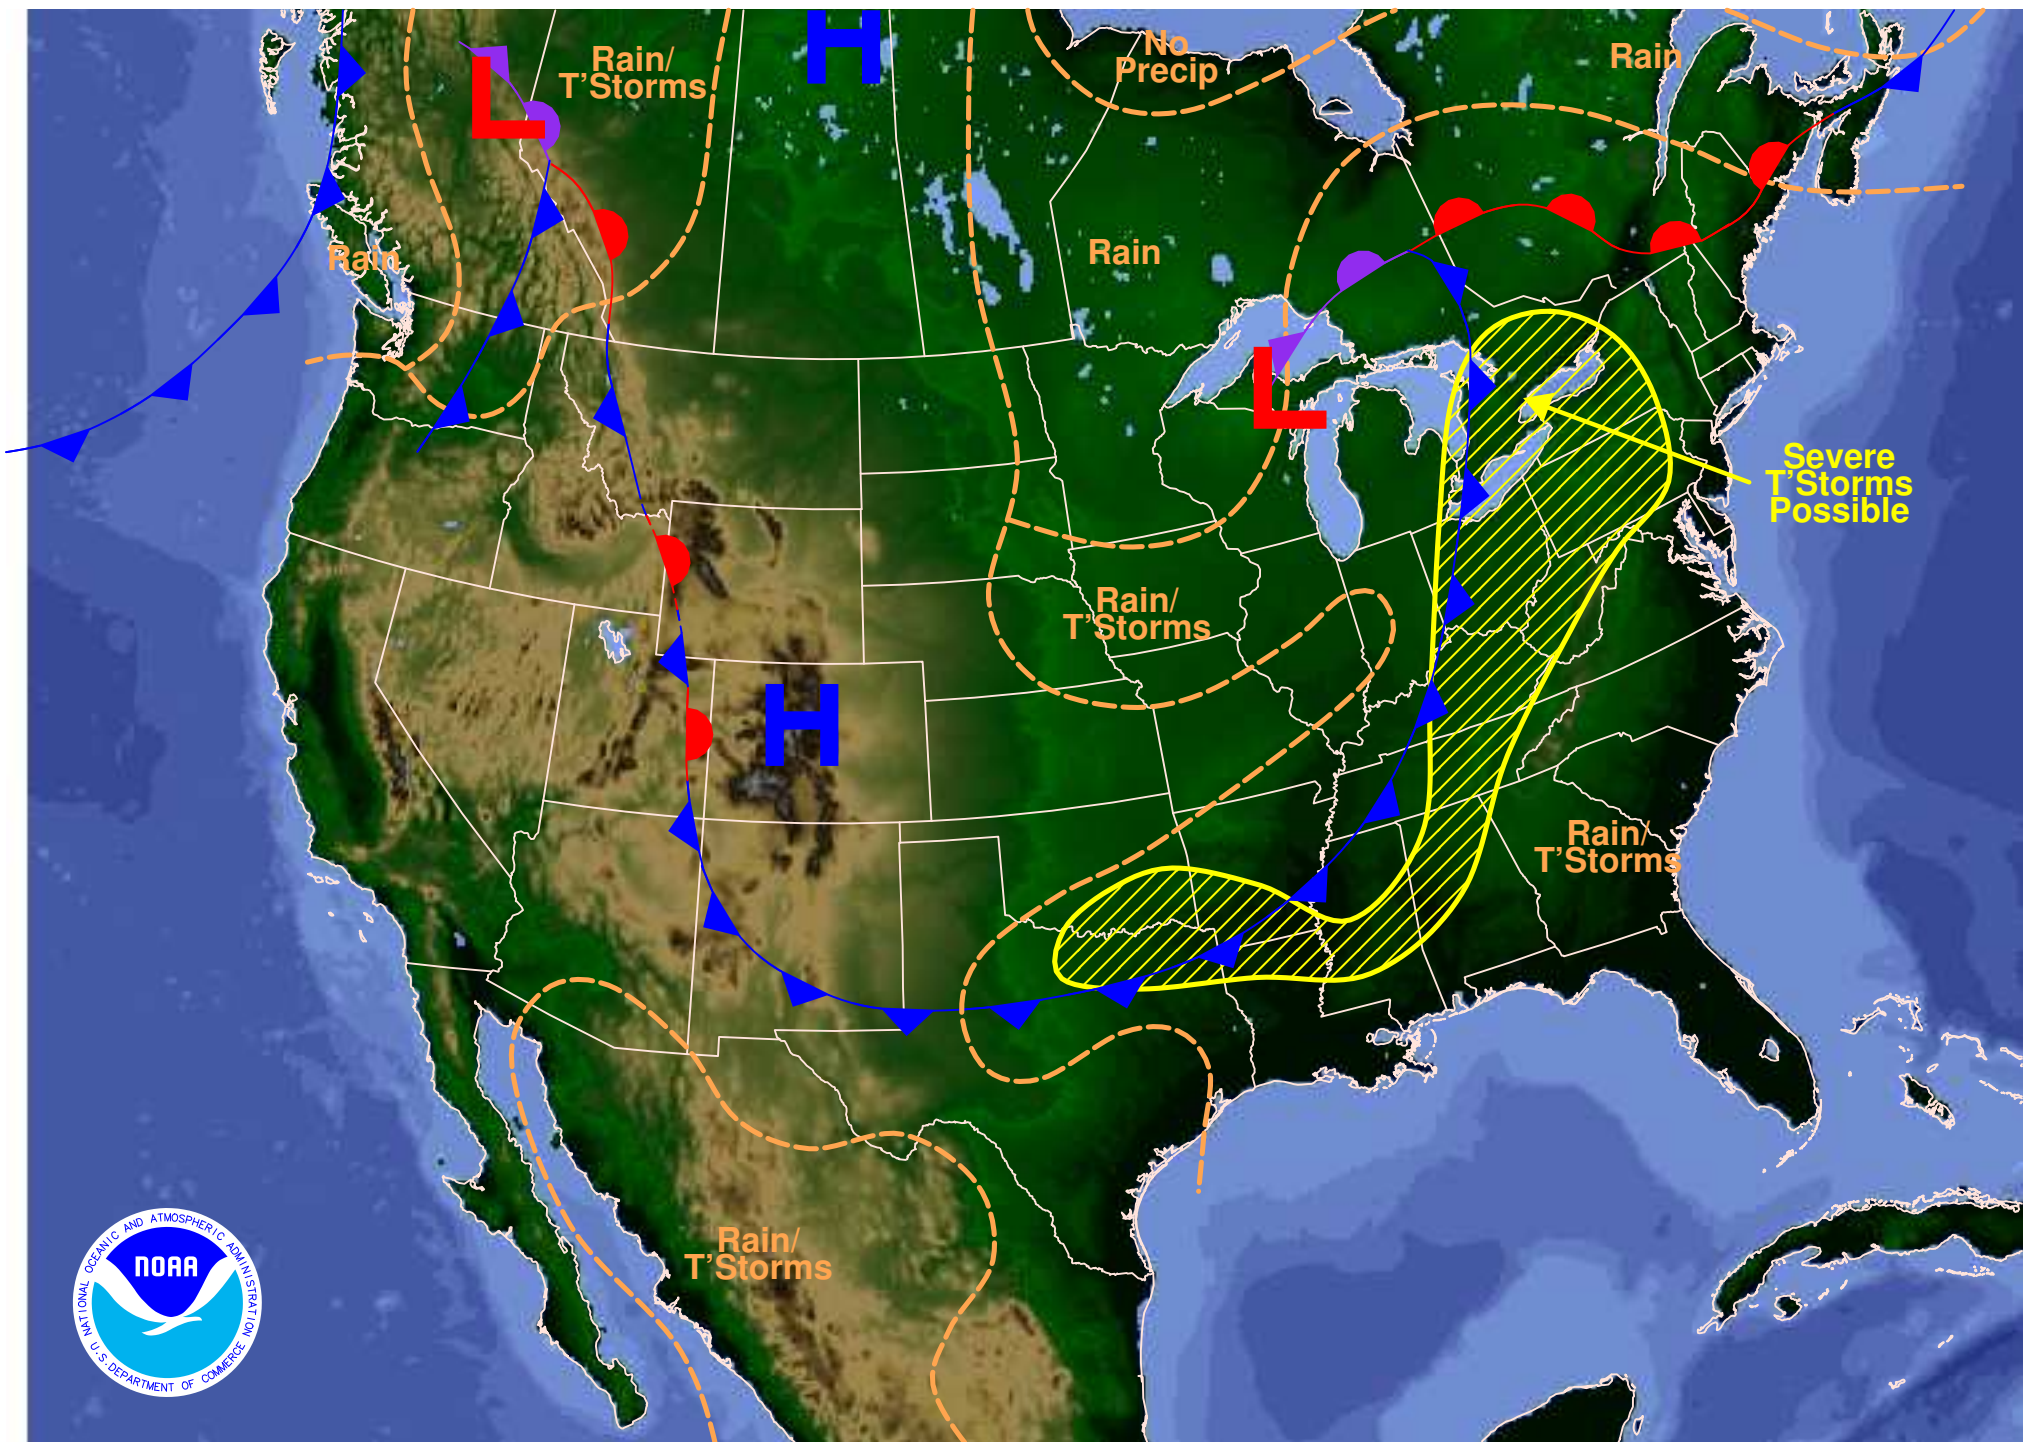 H
No
Precip
Rain/
T'Storms
Rain
L
Rain
Rain
L
Severe
T'Storms
Possible
Rain/
T'Storms
H
Rain/
T'Storms
Rain/
T'Storms
NATIONAL OCEANIC AND ATMOSPHERIC ADMINISTRATION
NOAA
U.S. DEPARTMENT OF COMMERCE